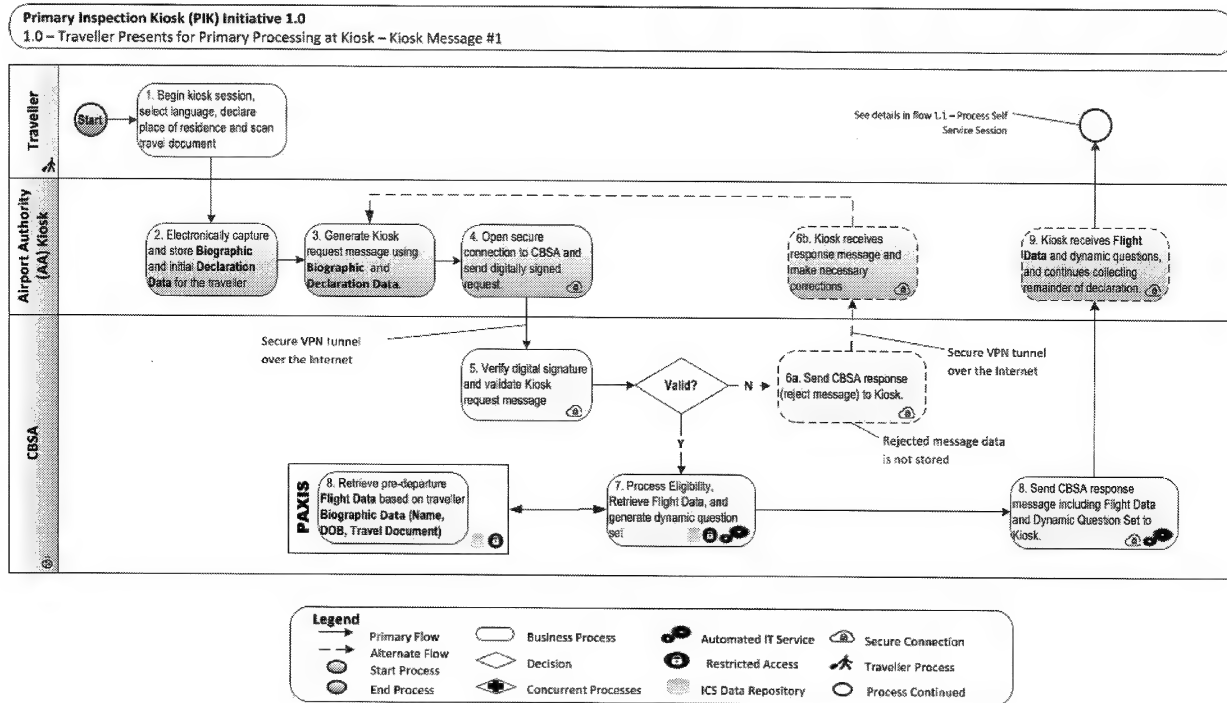 Primary Inspection Kiosk (PIK) Initiative 1.0
1.0 – Traveller Presents for Primary Processing at Kiosk – Kiosk Message #1
Traveller
Start
1. Begin kiosk session,
select language, declare
place of residence and scan
travel document
See details in flow 1.1 – Process Self
Service Session
Airport Authority
(AA) Kiosk
2. Electronically capture
and store Biographic
and initial Declaration
Data for the traveller
3. Generate Kiosk
request message using
Biographic and
Declaration Data.
4. Open secure
connection to CBSA and
send digitally signed
request.
6b. Kiosk receives
response message and
make necessary
corrections
9. Kiosk receives Flight
Data and dynamic questions,
and continues collecting
remainder of declaration.
CBSA
Secure VPN tunnel
over the Internet
5. Verify digital signature
and validate Kiosk
request message
Valid?
N
6a. Send CBSA response
(reject message) to Kiosk.
Secure VPN tunnel
over the Internet
Rejected message data
is not stored
Y
PAXIS
8. Retrieve pre-departure
Flight Data based on traveller
Biographic Data (Name,
DOB, Travel Document)
7. Process Eligibility,
Retrieve Flight Data, and
generate dynamic question
set
8. Send CBSA response
message including Flight Data
and Dynamic Question Set to
Kiosk.
Legend
Primary Flow
Alternate Flow
Start Process
End Process
Business Process
Decision
Concurrent Processes
Automated IT Service
Restricted Access
ICS Data Repository
Secure Connection
Traveller Process
Process Continued